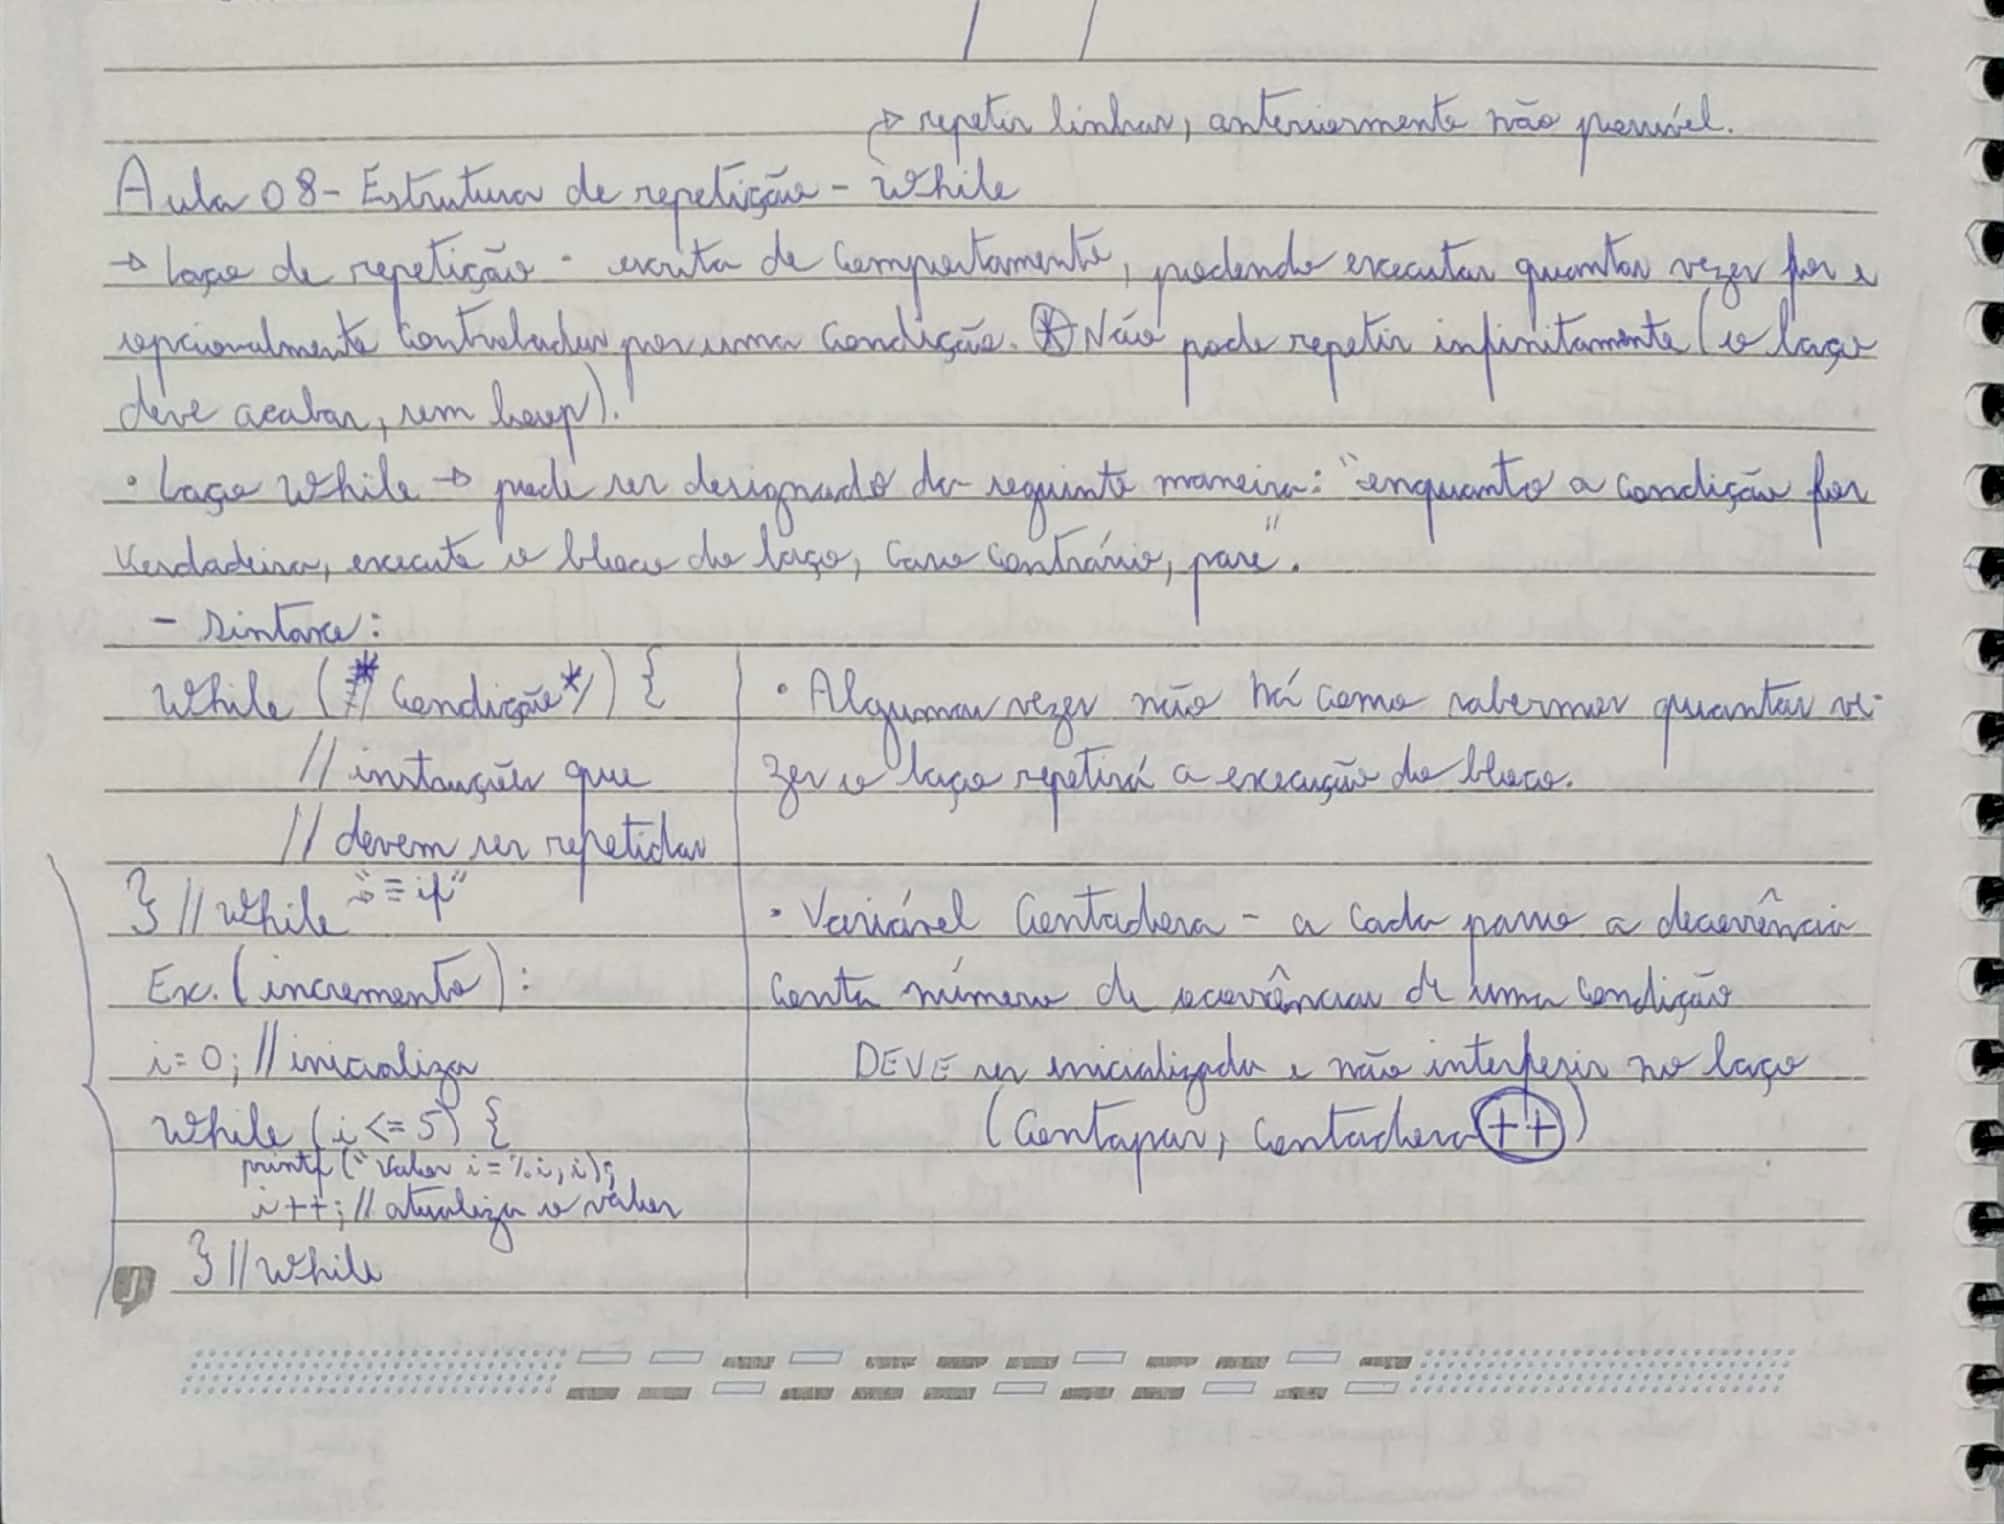 → repetir linhas, anteriormente não possível.
Aula 08 - Estrutura de repetição - While
→ Laço de repetição - escrita de comportamento, podendo executar quantas vezes for e
opcionalmente controladas por uma condição. * Não pode repetir infinitamente (o laço
deve acabar, sem loop).
• Laço While → pode ser designado da seguinte maneira: "enquanto a condição for
verdadeira, execute o bloco do laço, caso contrário, pare".
- sintaxe:
While (/* Condição */) {
// instruções que
// devem ser repetidas
} // While "→ ≡ if"
Ex. (incremento):
i = 0; // inicializa
While (i <= 5) {
printf ("Valor i = %i, i);
i++; // atualiza o valor
} // While
• Algumas vezes não há como sabermos quantas ve-
zes o laço repetirá a execução do bloco.
• Variável Contadora - a cada passo a decorrência
conta número de ocorrências de uma condição
DEVE ser inicializada e não interferir no laço
(Contapar, Contadora ++)